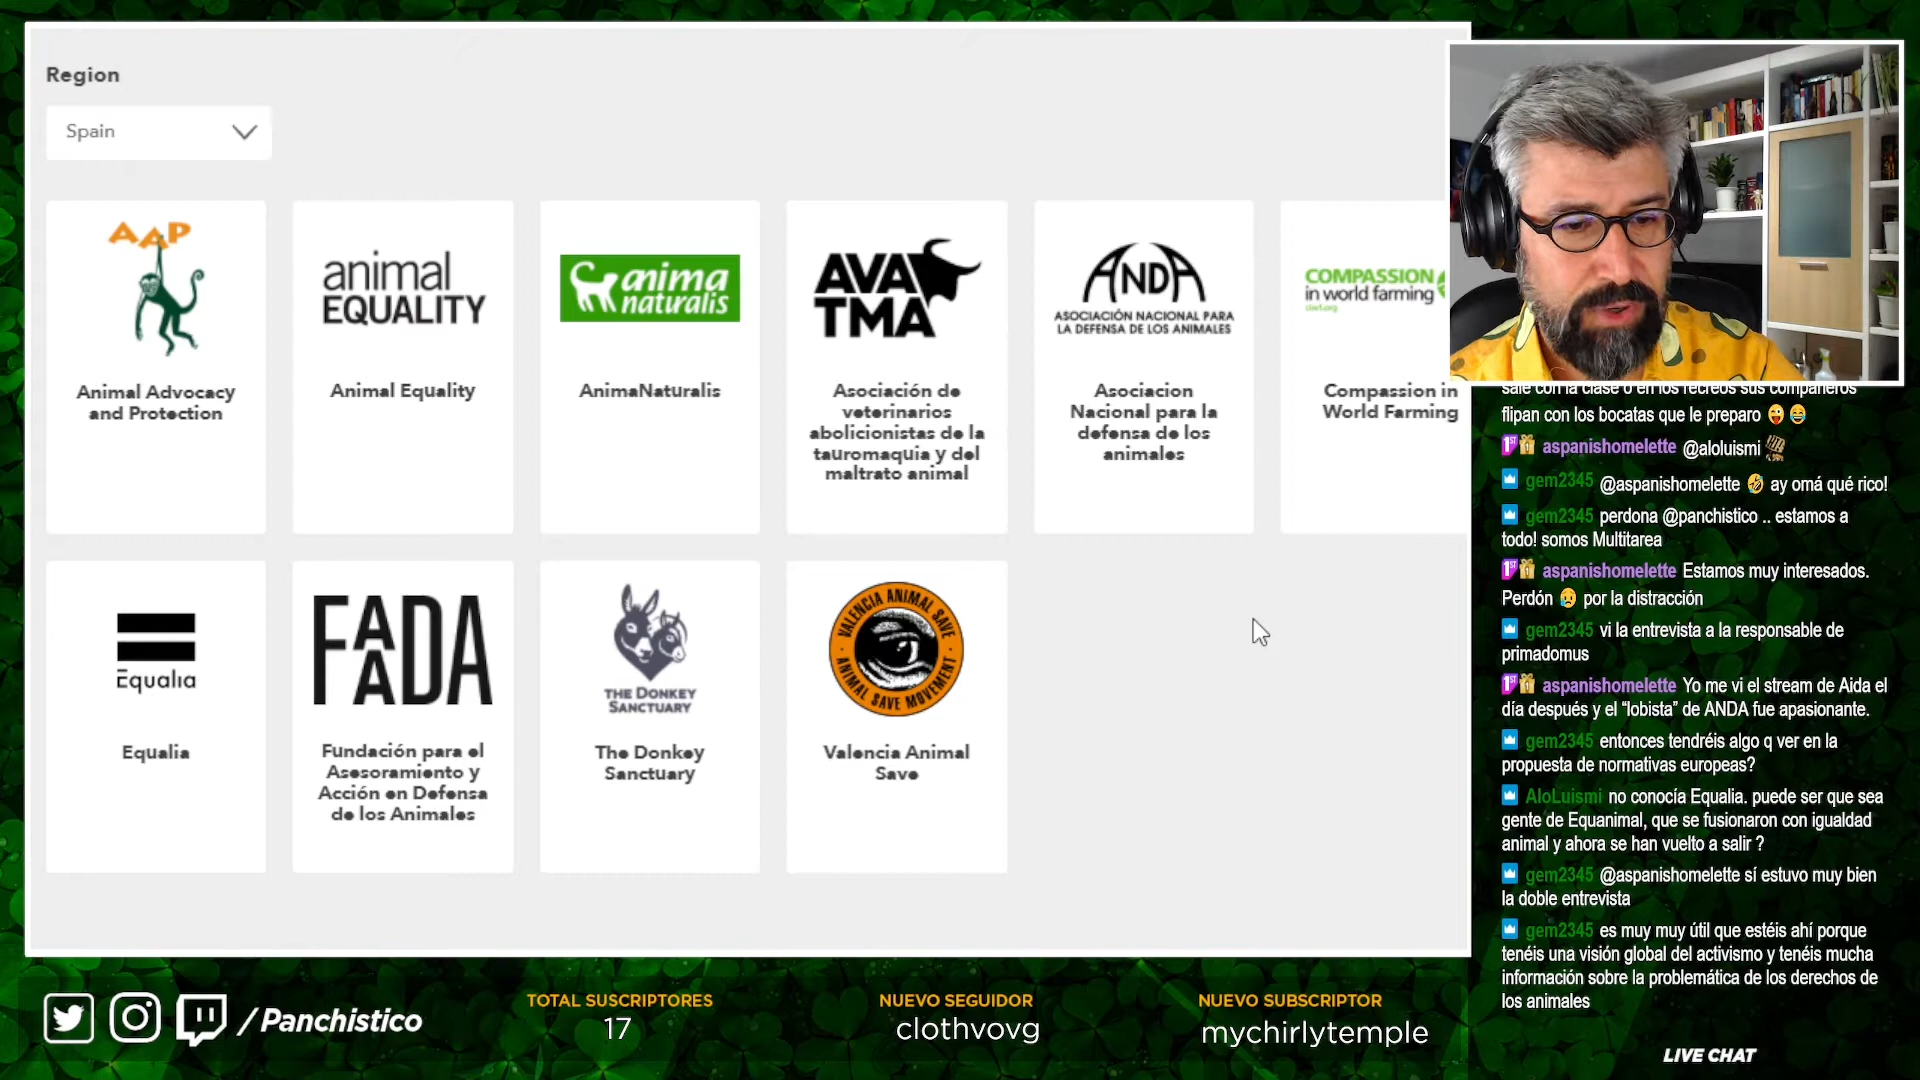 Region
Spain
AAP
Animal Advocacy
and Protection
animal
EQUALITY
Animal Equality
anima
naturalis
AnimaNaturalis
AVA
TMA
Asociación de
veterinarios
abolicionistas de la
tauromaquia y del
maltrato animal
ANDA
ASOCIACIÓN NACIONAL PARA
LA DEFENSA DE LOS ANIMALES
Asociacion
Nacional para la
defensa de los
animales
COMPASSION
in world farming
Compassion in
World Farming
Equalia
Equalia
FAADA
Fundación para el
Asesoramiento y
Acción en Defensa
de los Animales
THE DONKEY
SANCTUARY
The Donkey
Sanctuary
VALENCIA ANIMAL SAVE
ANIMAL SAVE MOVEMENT
Valencia Animal
Save
sale con la clase o en los recreos sus compañeros
flipan con los bocatas que le preparo 😜 😂
aspanishomelette @aloluismi
gem2345 @aspanishomelette 🤣 ay omá qué rico!
gem2345 perdona @panchistico .. estamos a
todo! somos Multitarea
aspanishomelette Estamos muy interesados.
Perdón 😥 por la distracción
gem2345 vi la entrevista a la responsable de
primadomus
aspanishomelette Yo me vi el stream de Aida el
día después y el “lobista” de ANDA fue apasionante.
gem2345 entonces tendréis algo q ver en la
propuesta de normativas europeas?
AloLuismi no conocía Equalia. puede ser que sea
gente de Equanimal, que se fusionaron con igualdad
animal y ahora se han vuelto a salir ?
gem2345 @aspanishomelette sí estuvo muy bien
la doble entrevista
gem2345 es muy muy útil que estéis ahí porque
tenéis una visión global del activismo y tenéis mucha
información sobre la problemática de los derechos de
los animales
LIVE CHAT
/Panchistico
TOTAL SUSCRIPTORES
17
NUEVO SEGUIDOR
clothvovg
NUEVO SUBSCRIPTOR
mychirlytemple